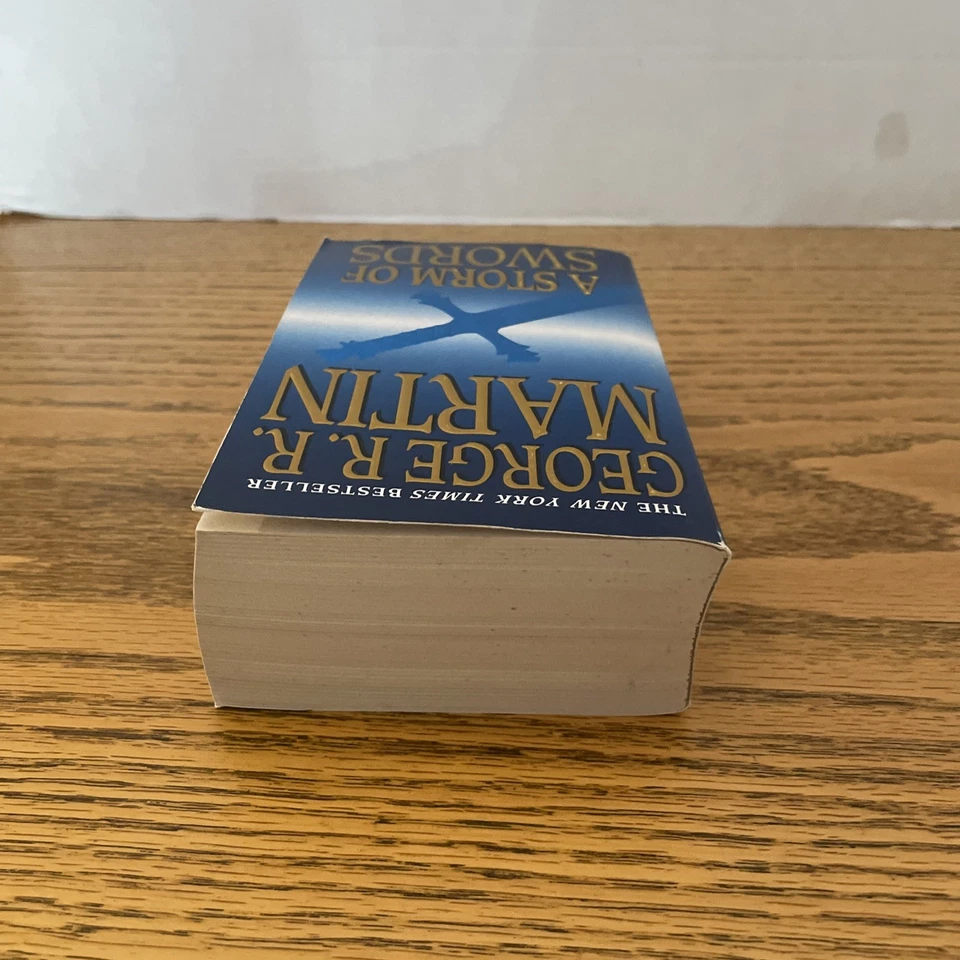 THE NEW YORK TIMES BESTSELLER
GEORGE R. R.
MARTIN
A STORM OF
SWORDS